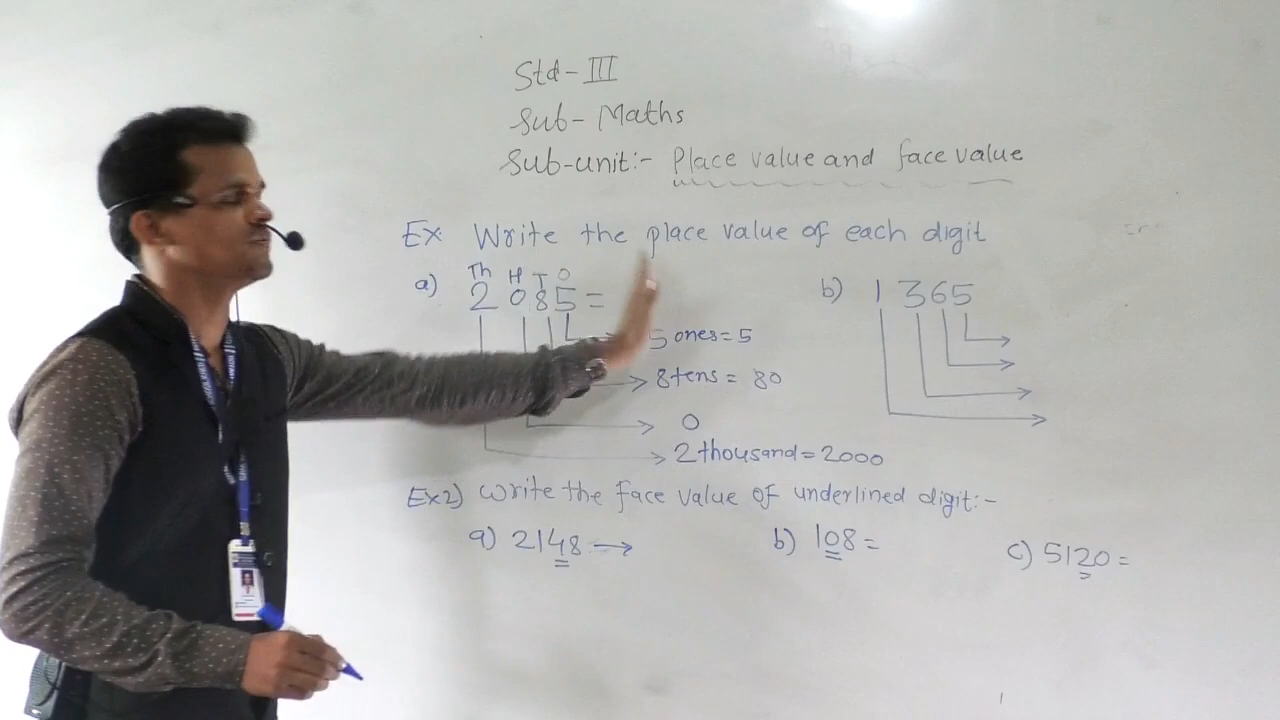 Std - III
Sub - Maths
Sub-unit:- Place value and face value
Ex Write the place value of each digit
Th H T O
a) 2085 =
b) 1365
5 ones = 5
8 tens = 80
0
2 thousand = 2000
Ex2) Write the face value of underlined digit:-
a) 2148 →
b) 108 =
c) 5120 =